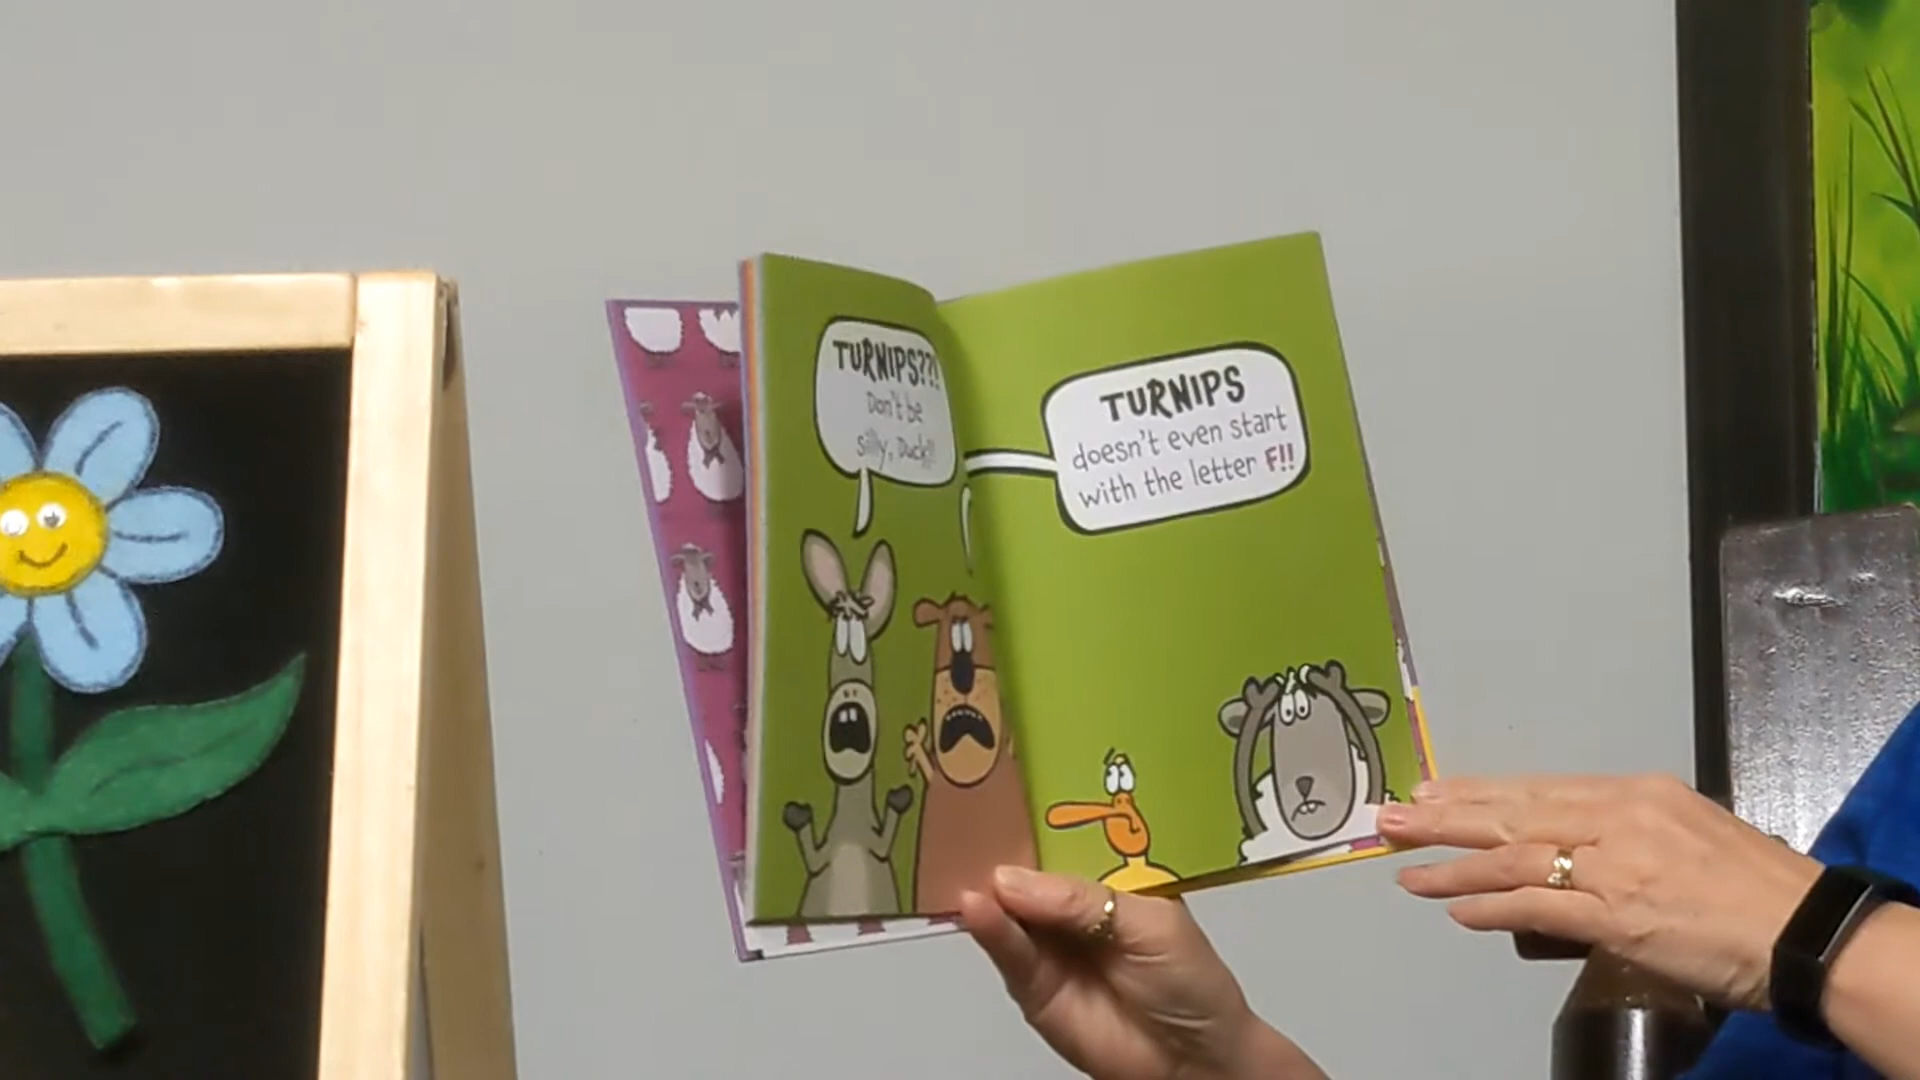 TURNIPS??!
Don't be
silly, Duck!!
TURNIPS
doesn't even start
with the letter F!!